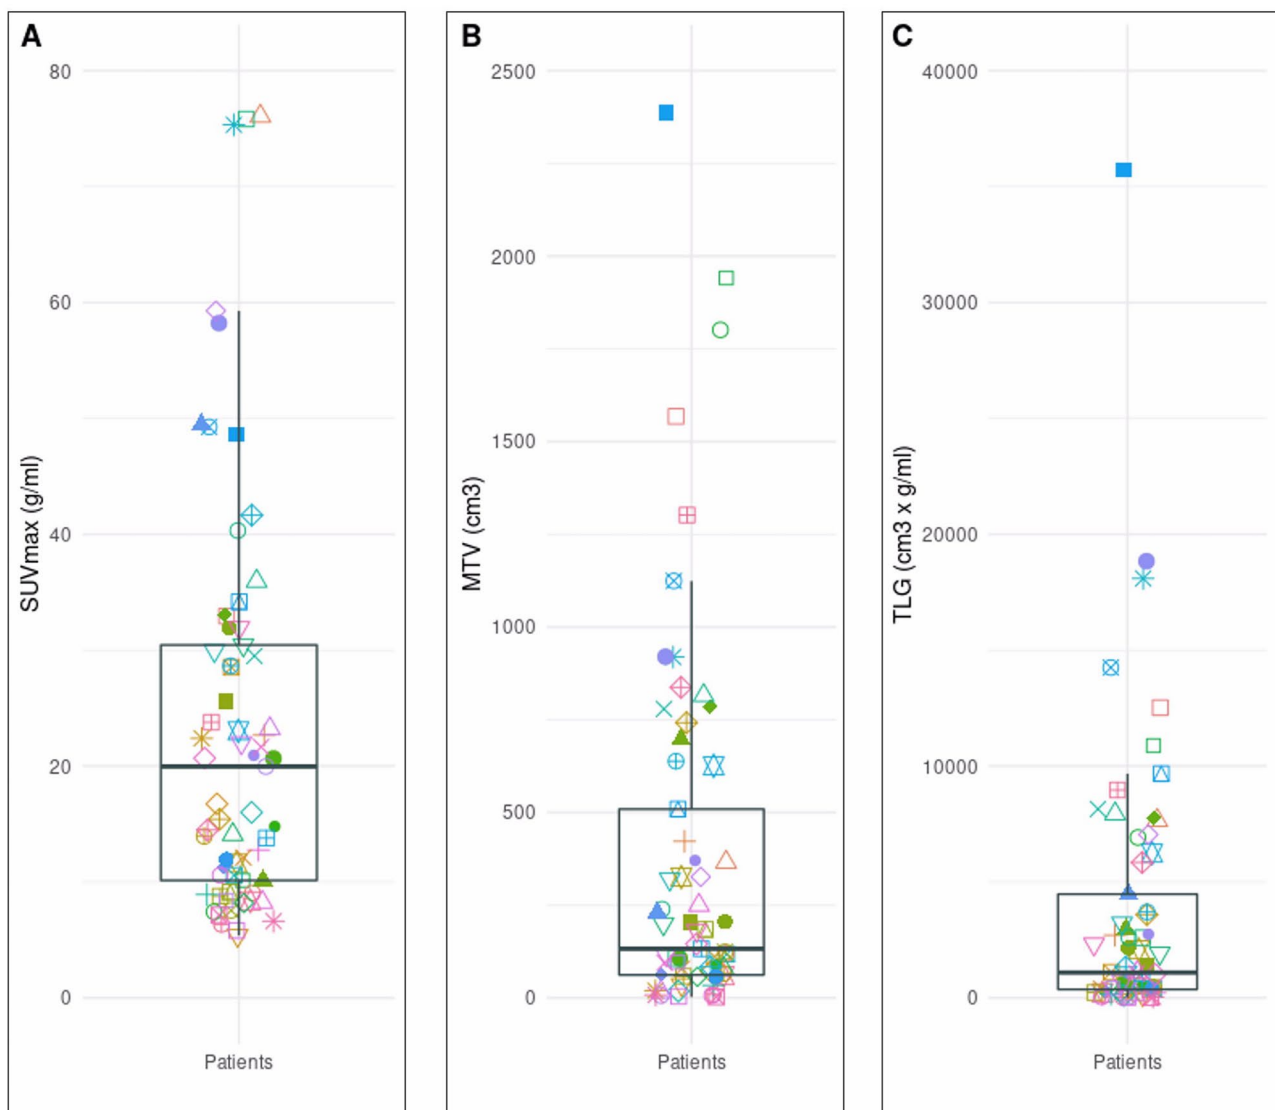 A
80
60
40
20
0
SUVmax (g/ml)
Patients
B
2500
2000
1500
1000
500
0
MTV (cm3)
Patients
C
40000
30000
20000
10000
0
TLG (cm3 x g/ml)
Patients